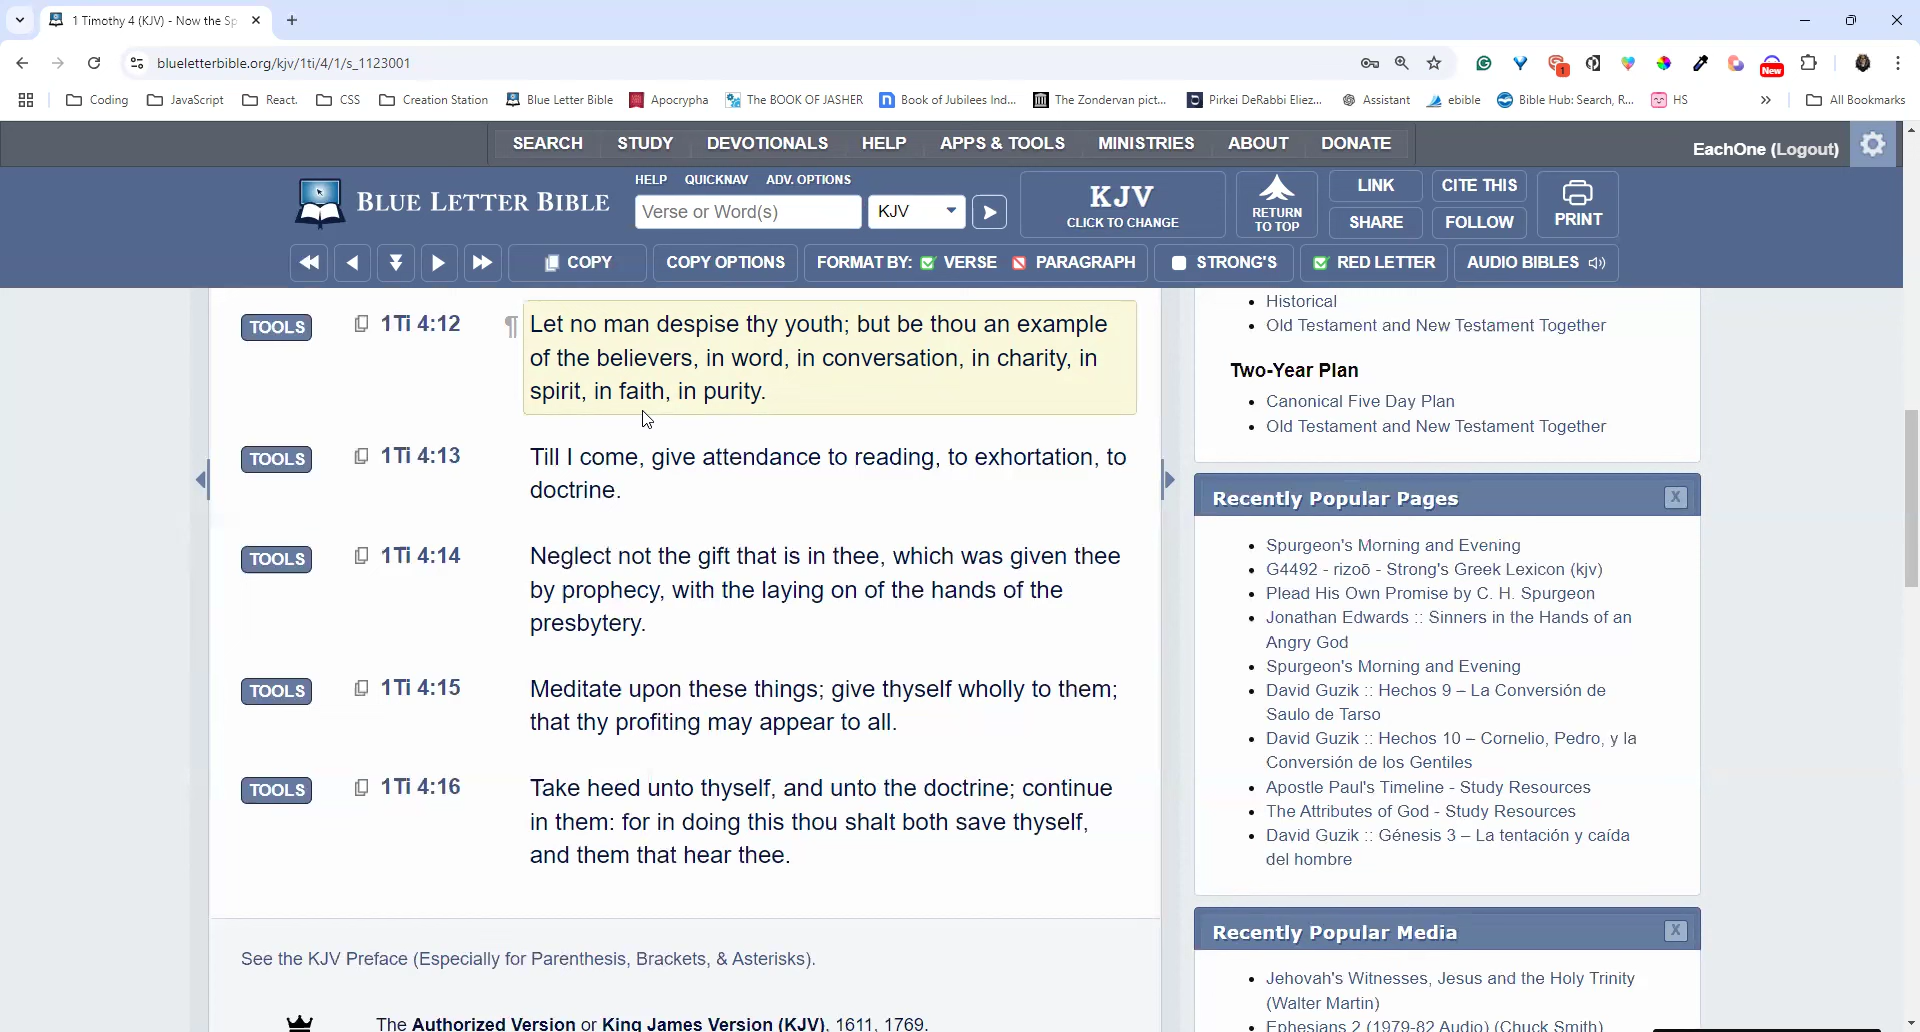 1 Timothy 4 (KJV) - Now the Sp
blueletterbible.org/kjv/1ti/4/1/s_1123001
1
New
Coding JavaScript React. CSS Creation Station Blue Letter Bible Apocrypha The BOOK OF JASHER Book of Jubilees Ind... The Zondervan pict... Pirkei DeRabbi Eliez... Assistant ebible Bible Hub: Search, R... HS » All Bookmarks
SEARCH STUDY DEVOTIONALS HELP APPS & TOOLS MINISTRIES ABOUT DONATE
EachOne (Logout)
BLUE LETTER BIBLE
HELP QUICKNAV ADV. OPTIONS
Verse or Word(s) KJV
KJV
CLICK TO CHANGE
RETURN
TO TOP
LINK CITE THIS
SHARE FOLLOW
PRINT
COPY COPY OPTIONS FORMAT BY: VERSE PARAGRAPH STRONG'S RED LETTER AUDIO BIBLES
TOOLS 1Ti 4:12 ¶ Let no man despise thy youth; but be thou an example
of the believers, in word, in conversation, in charity, in
spirit, in faith, in purity.
TOOLS 1Ti 4:13 Till I come, give attendance to reading, to exhortation, to
doctrine.
TOOLS 1Ti 4:14 Neglect not the gift that is in thee, which was given thee
by prophecy, with the laying on of the hands of the
presbytery.
TOOLS 1Ti 4:15 Meditate upon these things; give thyself wholly to them;
that thy profiting may appear to all.
TOOLS 1Ti 4:16 Take heed unto thyself, and unto the doctrine; continue
in them: for in doing this thou shalt both save thyself,
and them that hear thee.
See the KJV Preface (Especially for Parenthesis, Brackets, & Asterisks).
The Authorized Version or King James Version (KJV), 1611, 1769.
• Historical
• Old Testament and New Testament Together
Two-Year Plan
• Canonical Five Day Plan
• Old Testament and New Testament Together
Recently Popular Pages X
• Spurgeon's Morning and Evening
• G4492 - rizoō - Strong's Greek Lexicon (kjv)
• Plead His Own Promise by C. H. Spurgeon
• Jonathan Edwards :: Sinners in the Hands of an
Angry God
• Spurgeon's Morning and Evening
• David Guzik :: Hechos 9 – La Conversión de
Saulo de Tarso
• David Guzik :: Hechos 10 – Cornelio, Pedro, y la
Conversión de los Gentiles
• Apostle Paul's Timeline - Study Resources
• The Attributes of God - Study Resources
• David Guzik :: Génesis 3 – La tentación y caída
del hombre
Recently Popular Media X
• Jehovah's Witnesses, Jesus and the Holy Trinity
(Walter Martin)
• Ephesians 2 (1979-82 Audio) (Chuck Smith)